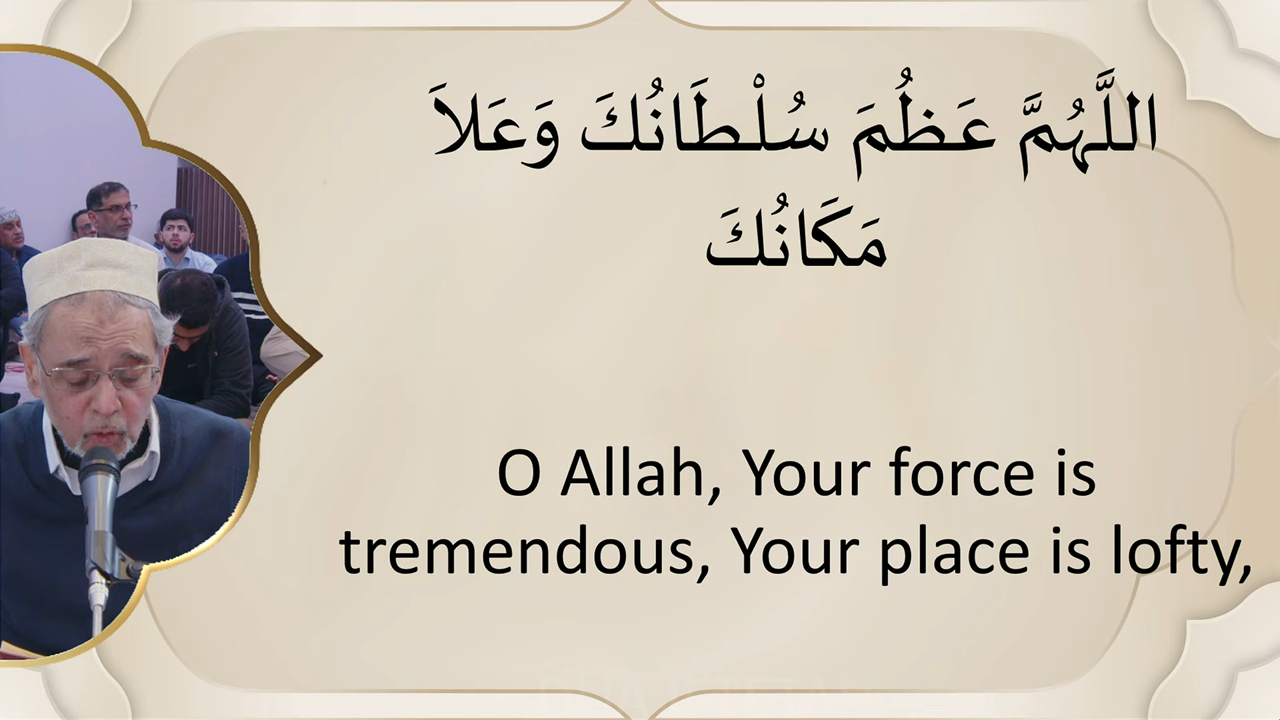 اللَّهُمَّ عَظُمَ سُلْطَانُكَ وَعَلاَ
مَكَانُكَ
O Allah, Your force is
tremendous, Your place is lofty,